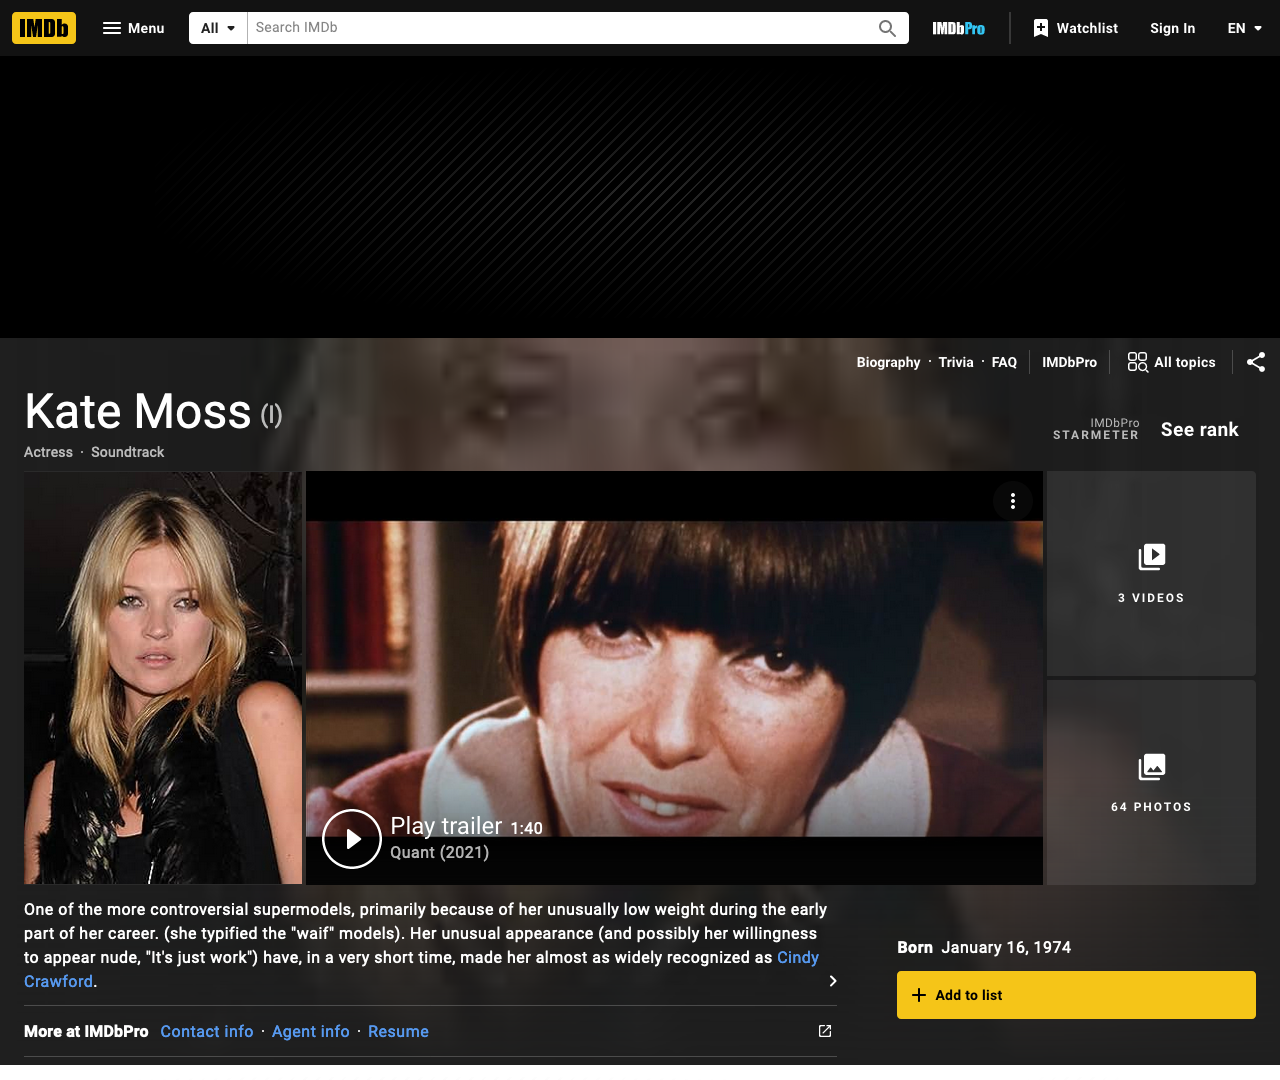 IMDb Menu All Search IMDb IMDbPro Watchlist Sign In EN
Biography · Trivia · FAQ IMDbPro All topics
Kate Moss (I)
Actress · Soundtrack
IMDbPro
STARMETER
See rank
3 VIDEOS
64 PHOTOS
Play trailer 1:40
Quant (2021)
One of the more controversial supermodels, primarily because of her unusually low weight during the early
part of her career. (she typified the "waif" models). Her unusual appearance (and possibly her willingness
to appear nude, "It's just work") have, in a very short time, made her almost as widely recognized as Cindy
Crawford.
Born January 16, 1974
Add to list
More at IMDbPro Contact info · Agent info · Resume